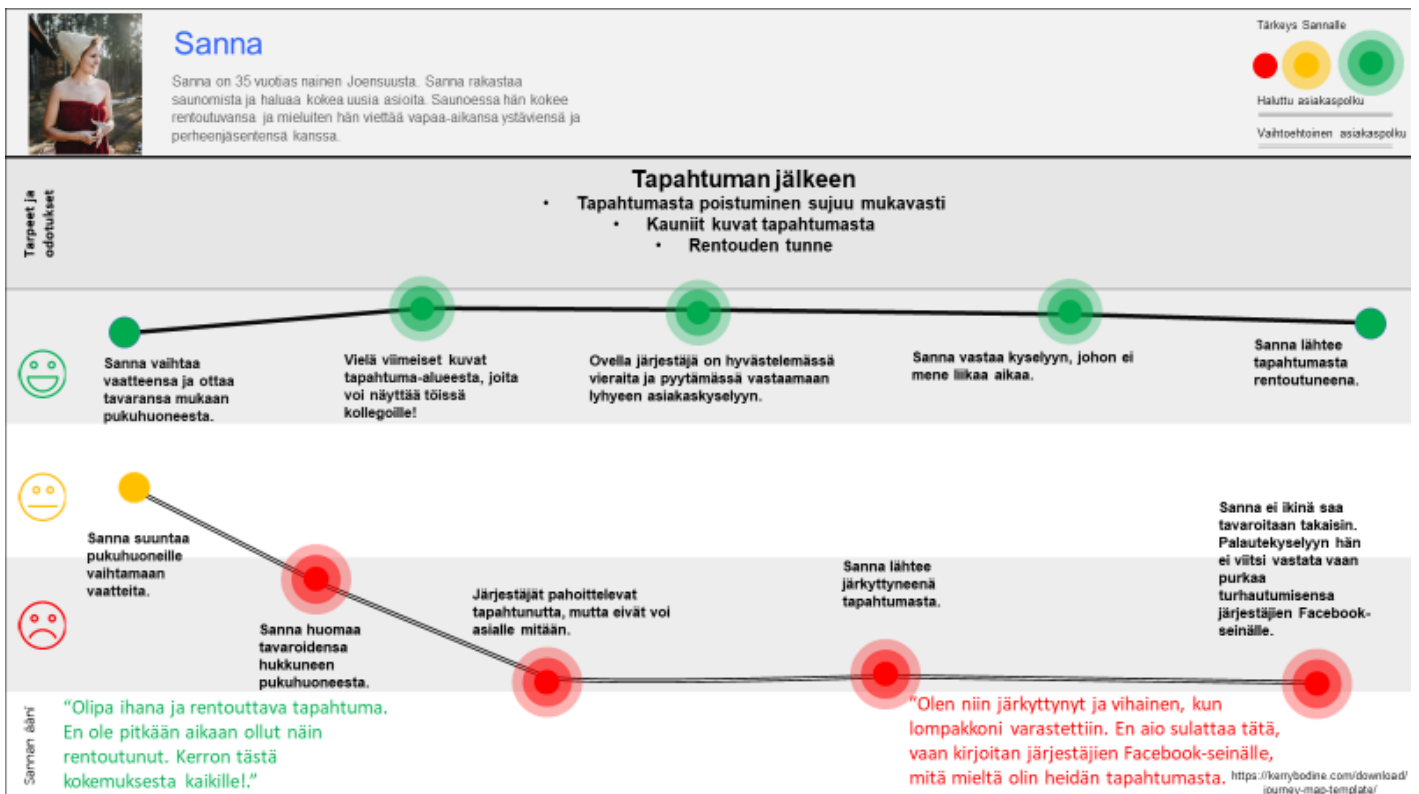 Sanna
Sanna on 35 vuotias nainen Joensuusta. Sanna rakastaa
saunomista ja haluaa kokea uusia asioita. Saunoessa hän kokee
rentoutuvansa ja mieluiten hän viettää vapaa-aikansa ystäviensä ja
perheenjäsentensä kanssa.
Tärkeys Sannalle
Haluttu asiakaspolku
Vaihtoehtoinen asiakaspolku
Tarpeet ja
odotukset
Tapahtuman jälkeen
• Tapahtumasta poistuminen sujuu mukavasti
• Kauniit kuvat tapahtumasta
• Rentouden tunne
Sanna vaihtaa
vaatteensa ja ottaa
tavaransa mukaan
pukuhuoneesta.
Vielä viimeiset kuvat
tapahtuma-alueesta, joita
voi näyttää töissä
kollegoille!
Ovella järjestäjä on hyvästelemässä
vieraita ja pyytämässä vastaamaan
lyhyeen asiakaskyselyyn.
Sanna vastaa kyselyyn, johon ei
mene liikaa aikaa.
Sanna lähtee
tapahtumasta
rentoutuneena.
Sanna suuntaa
pukuhuoneille
vaihtamaan
vaatteita.
Sanna huomaa
tavaroidensa
hukkuneen
pukuhuoneesta.
Järjestäjät pahoittelevat
tapahtunutta, mutta eivät voi
asialle mitään.
Sanna lähtee
järkyttyneenä
tapahtumasta.
Sanna ei ikinä saa
tavaroitaan takaisin.
Palautekyselyyn hän
ei viitsi vastata vaan
purkaa
turhautumisensa
järjestäjien Facebook-
seinälle.
Sannan ääni
"Olipa ihana ja rentouttava tapahtuma.
En ole pitkään aikaan ollut näin
rentoutunut. Kerron tästä
kokemuksesta kaikille!."
"Olen niin järkyttynyt ja vihainen, kun
lompakkoni varastettiin. En aio sulattaa tätä,
vaan kirjoitan järjestäjien Facebook-seinälle,
mitä mieltä olin heidän tapahtumasta.
https://kerrybodine.com/download/
journey-map-template/